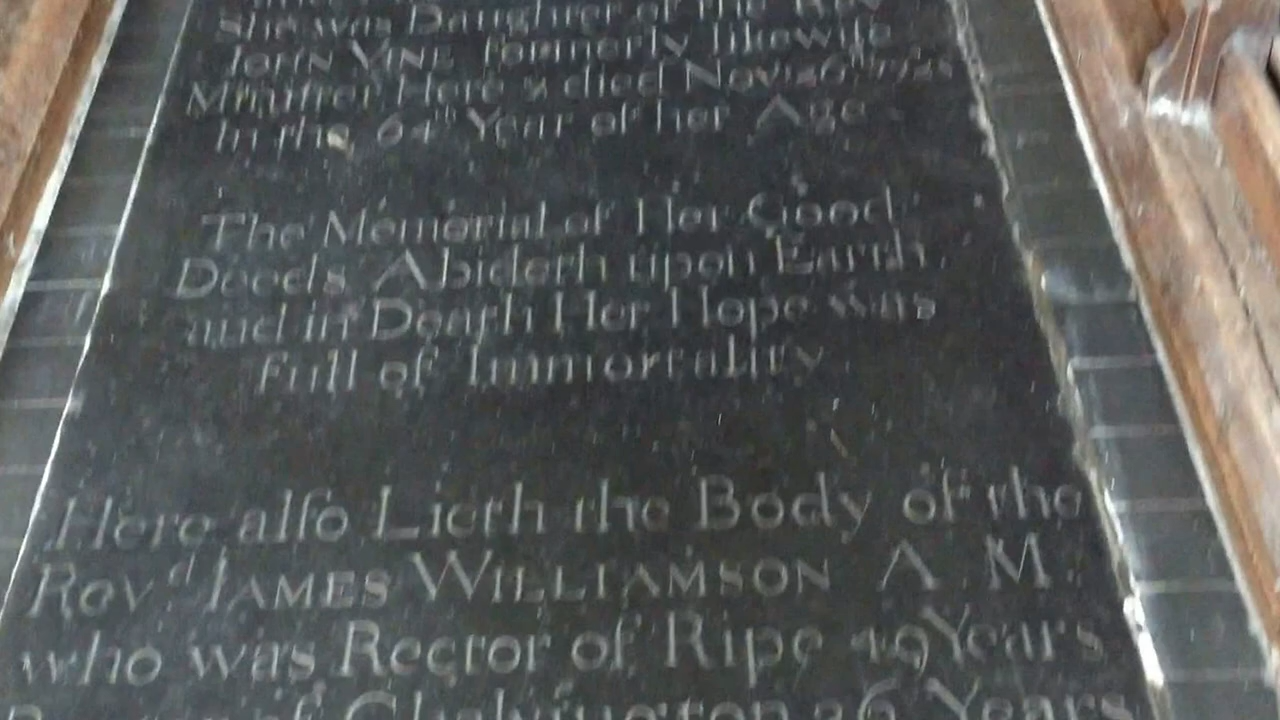 she was Daughter of the Rev
JOHN VINE formerly likewiſe
Miniſter Here & died Nov
In the 64th Year of her Age
The Memorial of Her Good
Deeds Abideth upon Earth
and in Death Her Hope was
Full of Immortality
Here alſo Lieth the Body of the
Revd IAMES WILLIAMSON A M
who was Rector of Ripe 49 Years
of Chalvington 26 Years